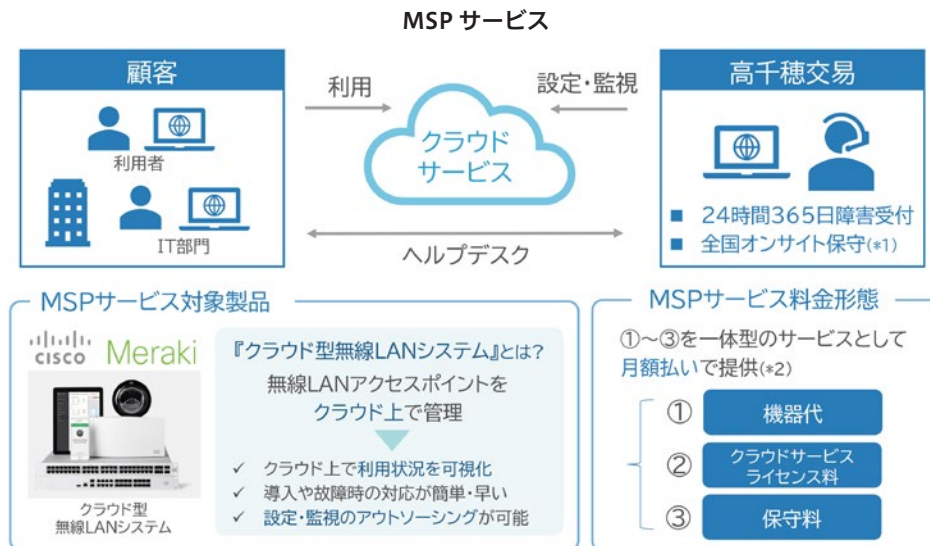 MSP サービス
顧客
利用者
IT部門
利用
設定・監視
クラウド
サービス
ヘルプデスク
高千穂交易
■ 24時間365日障害受付
■ 全国オンサイト保守(*1)
MSPサービス対象製品
CISCO Meraki
クラウド型
無線LANシステム
『クラウド型無線LANシステム』とは?
無線LANアクセスポイントを
クラウド上で管理
✓ クラウド上で利用状況を可視化
✓ 導入や故障時の対応が簡単・早い
✓ 設定・監視のアウトソーシングが可能
MSPサービス料金形態
①~③を一体型のサービスとして
月額払いで提供(*2)
① 機器代
② クラウドサービス
ライセンス料
③ 保守料